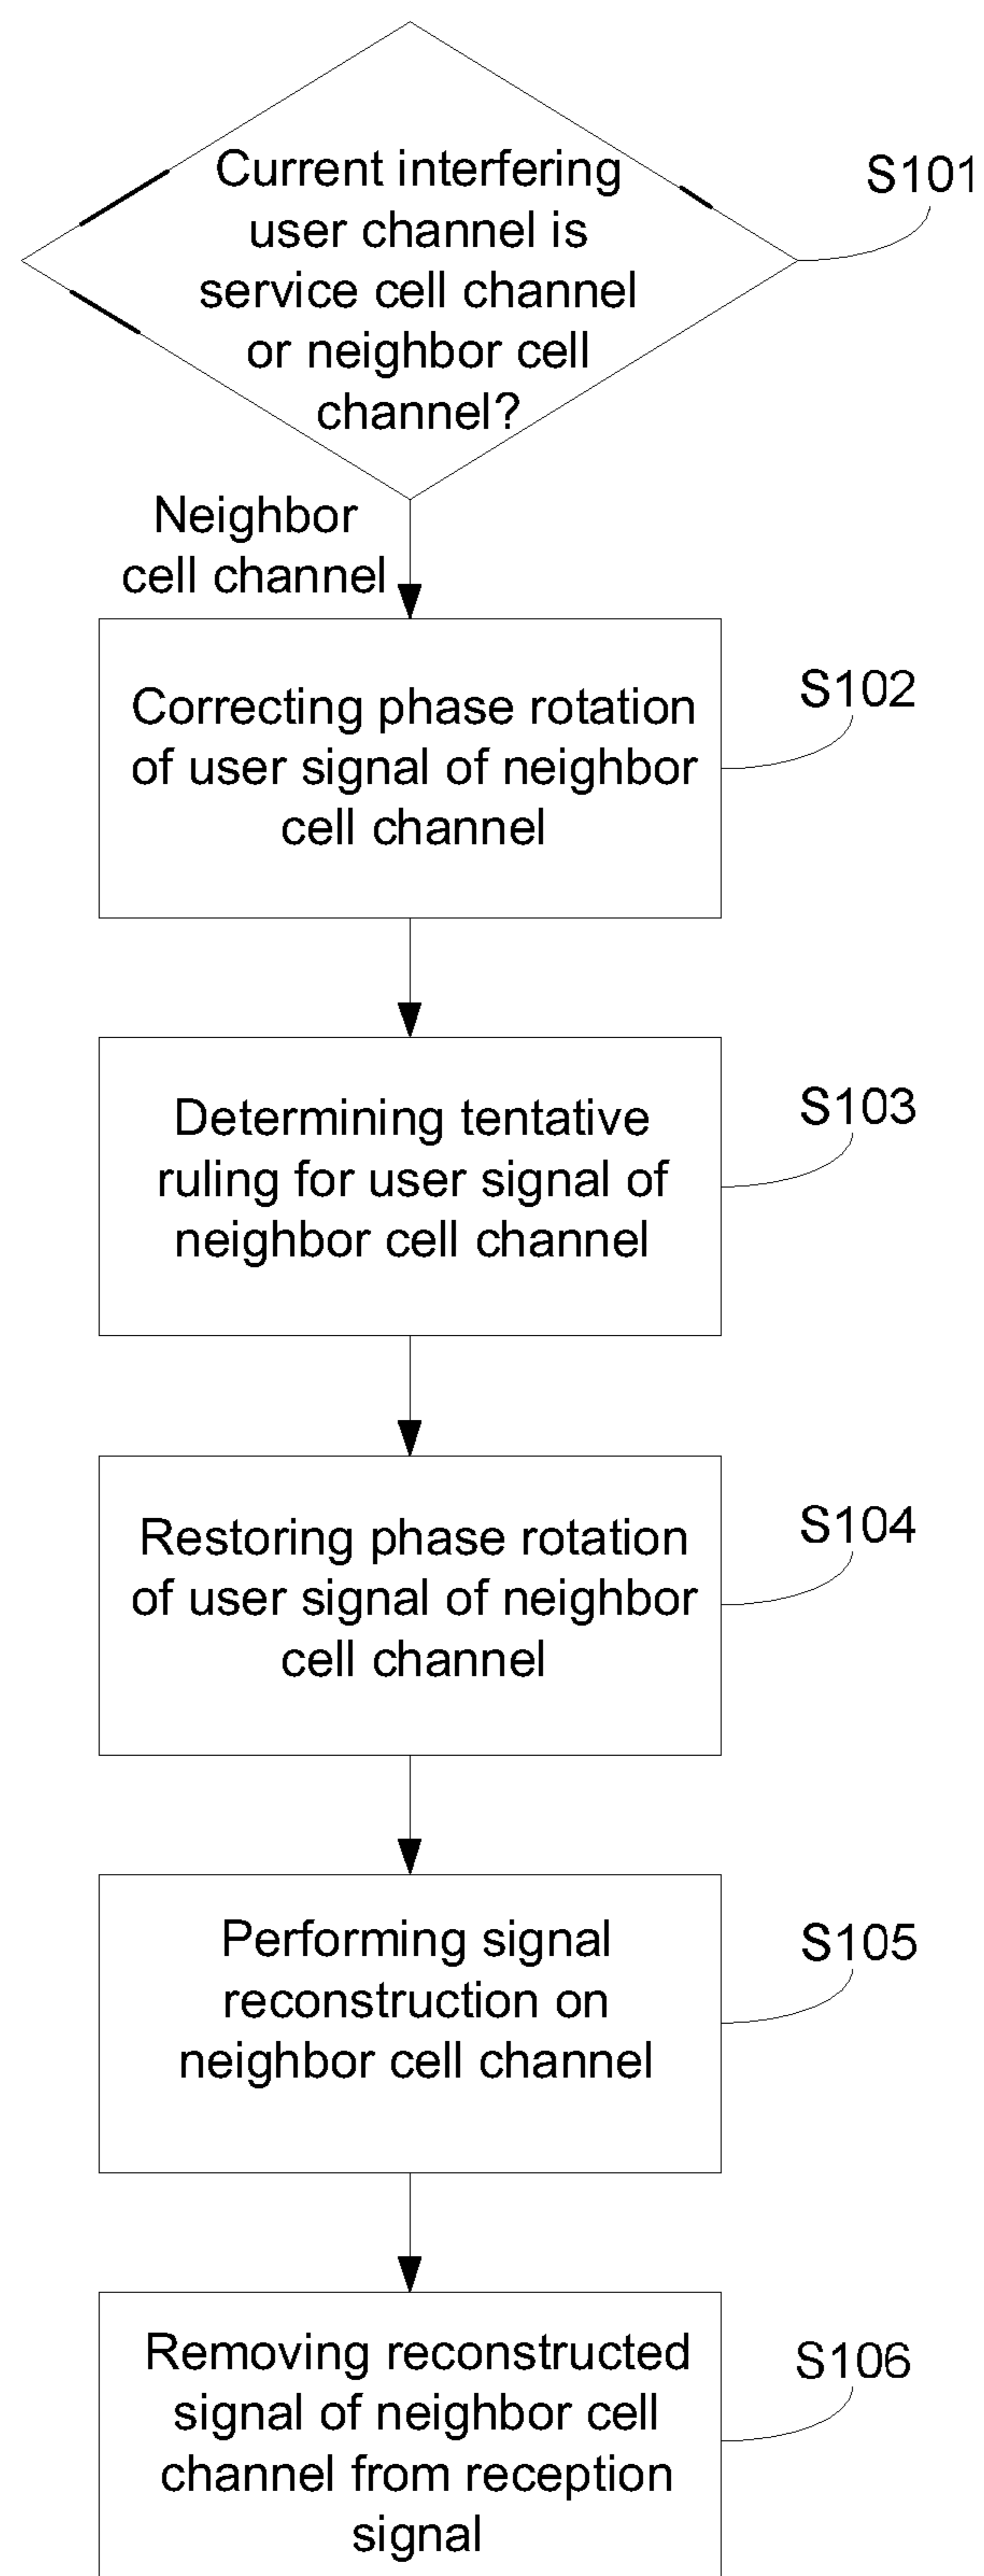 Current interfering
user channel is
service cell channel
or neighbor cell
channel?
S101
Neighbor
cell channel
Correcting phase rotation
of user signal of neighbor
cell channel
S102
Determining tentative
ruling for user signal of
neighbor cell channel
S103
Restoring phase rotation
of user signal of neighbor
cell channel
S104
Performing signal
reconstruction on
neighbor cell channel
S105
Removing reconstructed
signal of neighbor cell
channel from reception
signal
S106